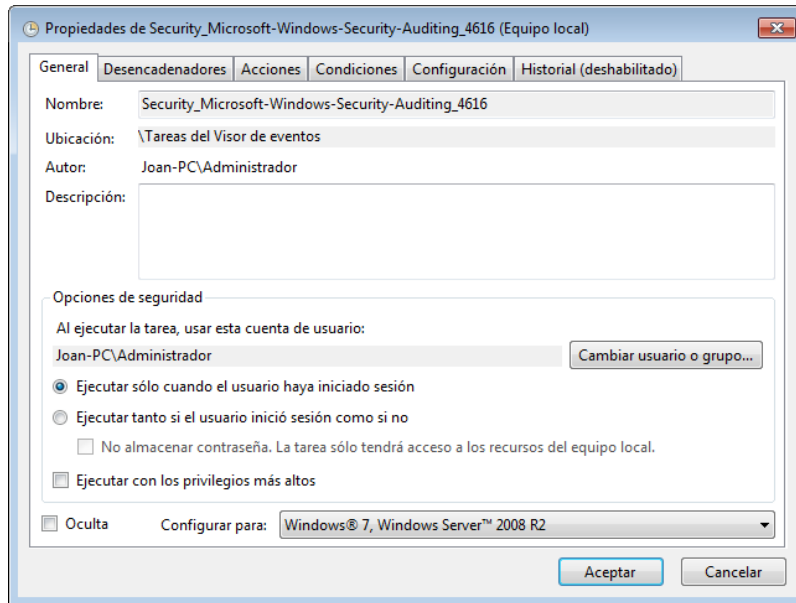 Propiedades de Security_Microsoft-Windows-Security-Auditing_4616 (Equipo local)
General Desencadenadores Acciones Condiciones Configuración Historial (deshabilitado)
Nombre: Security_Microsoft-Windows-Security-Auditing_4616
Ubicación: \Tareas del Visor de eventos
Autor: Joan-PC\Administrador
Descripción:
Opciones de seguridad
Al ejecutar la tarea, usar esta cuenta de usuario:
Joan-PC\Administrador Cambiar usuario o grupo...
Ejecutar sólo cuando el usuario haya iniciado sesión
Ejecutar tanto si el usuario inició sesión como si no
No almacenar contraseña. La tarea sólo tendrá acceso a los recursos del equipo local.
Ejecutar con los privilegios más altos
Oculta Configurar para: Windows® 7, Windows Server™ 2008 R2
Aceptar Cancelar